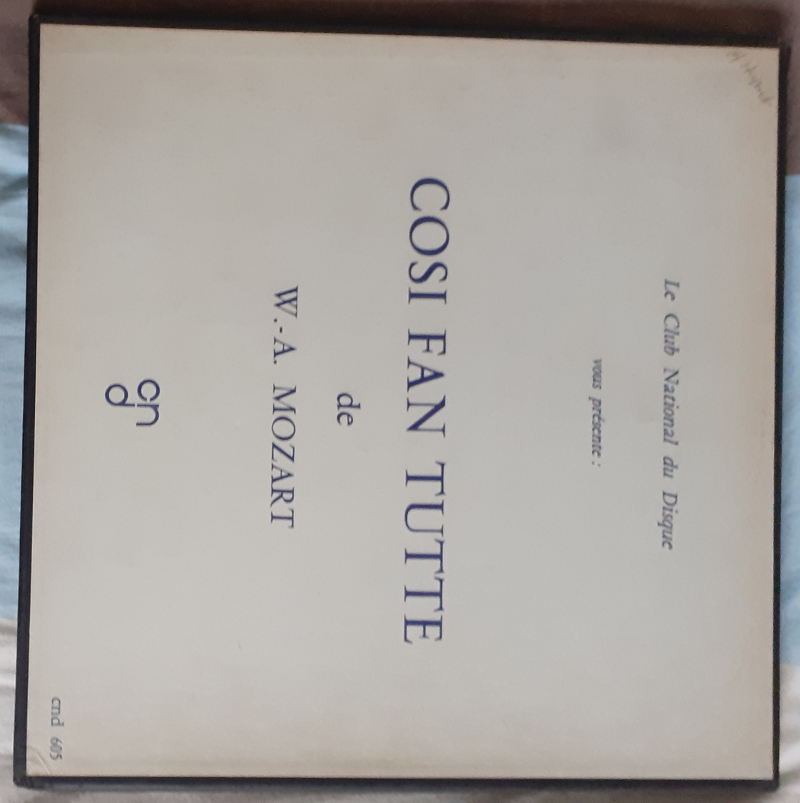 Le Club National du Disque
vous présente :
COSI FAN TUTTE
de
W.-A. MOZART
cnd
cnd 605